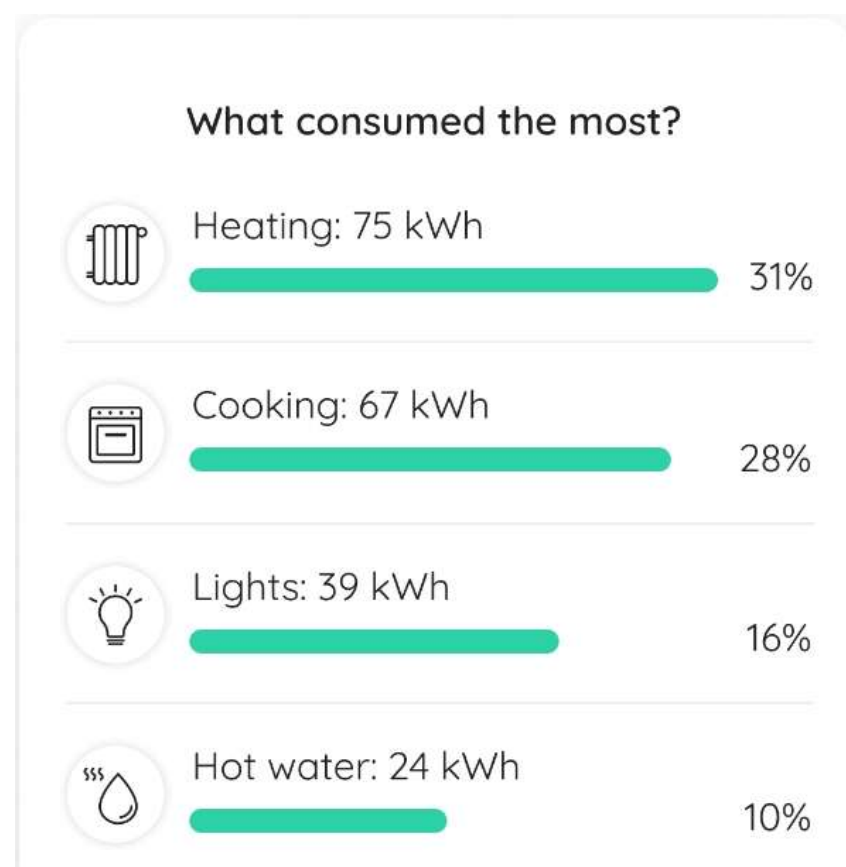 What consumed the most?
Heating: 75 kWh
31%
Cooking: 67 kWh
28%
Lights: 39 kWh
16%
Hot water: 24 kWh
10%